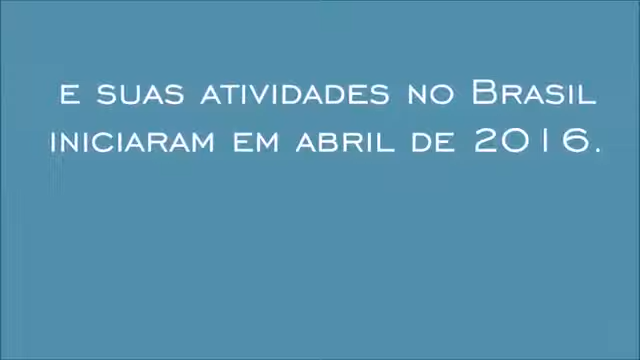 E SUAS ATIVIDADES NO BRASIL
INICIARAM EM ABRIL DE 2016.